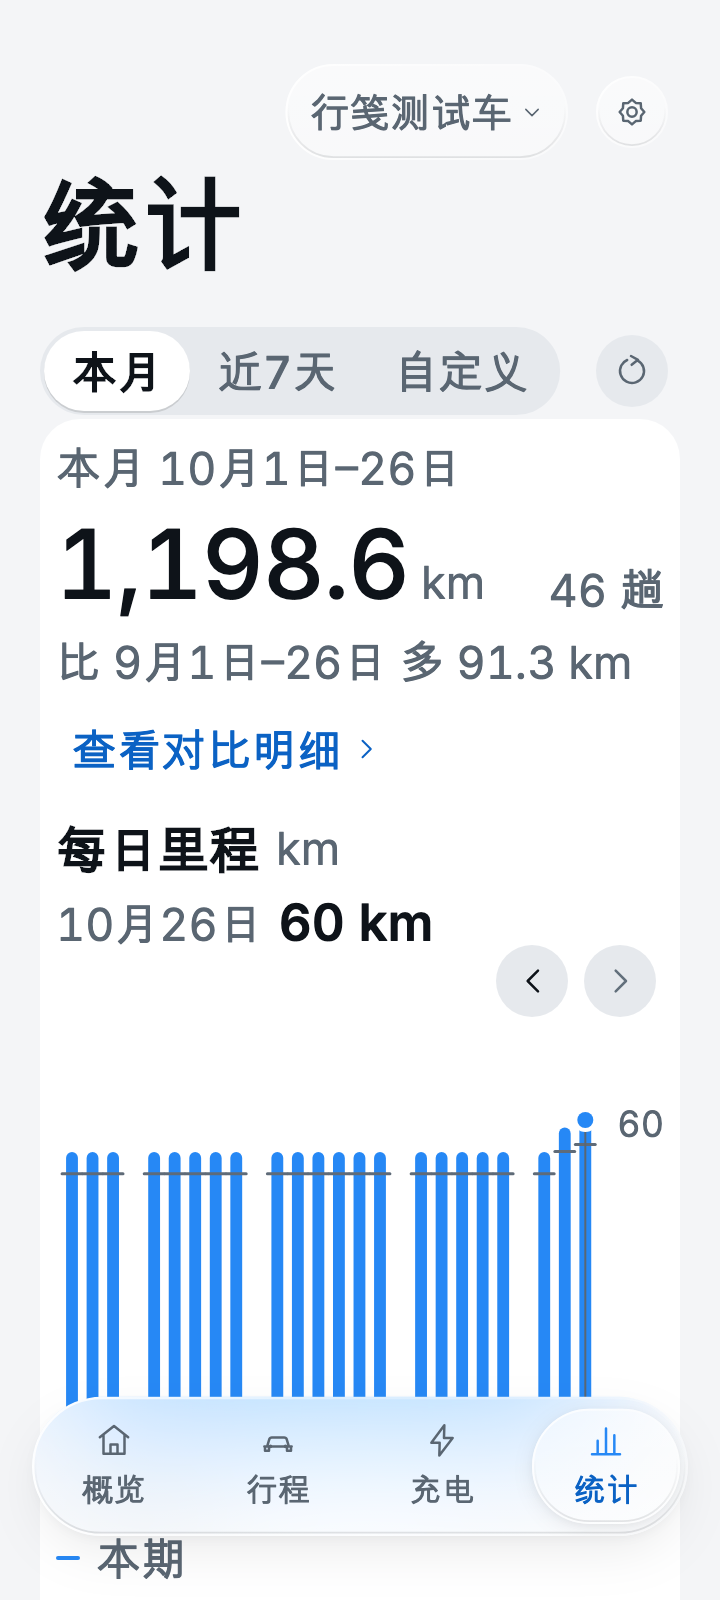 行笺测试车
统计
本月 近7天 自定义
本月 10月1日–26日
1,198.6 km 46 趟
比 9月1日–26日 多 91.3 km
查看对比明细
每日里程 km
10月26日 60 km
60
概览 行程 充电 统计
本期